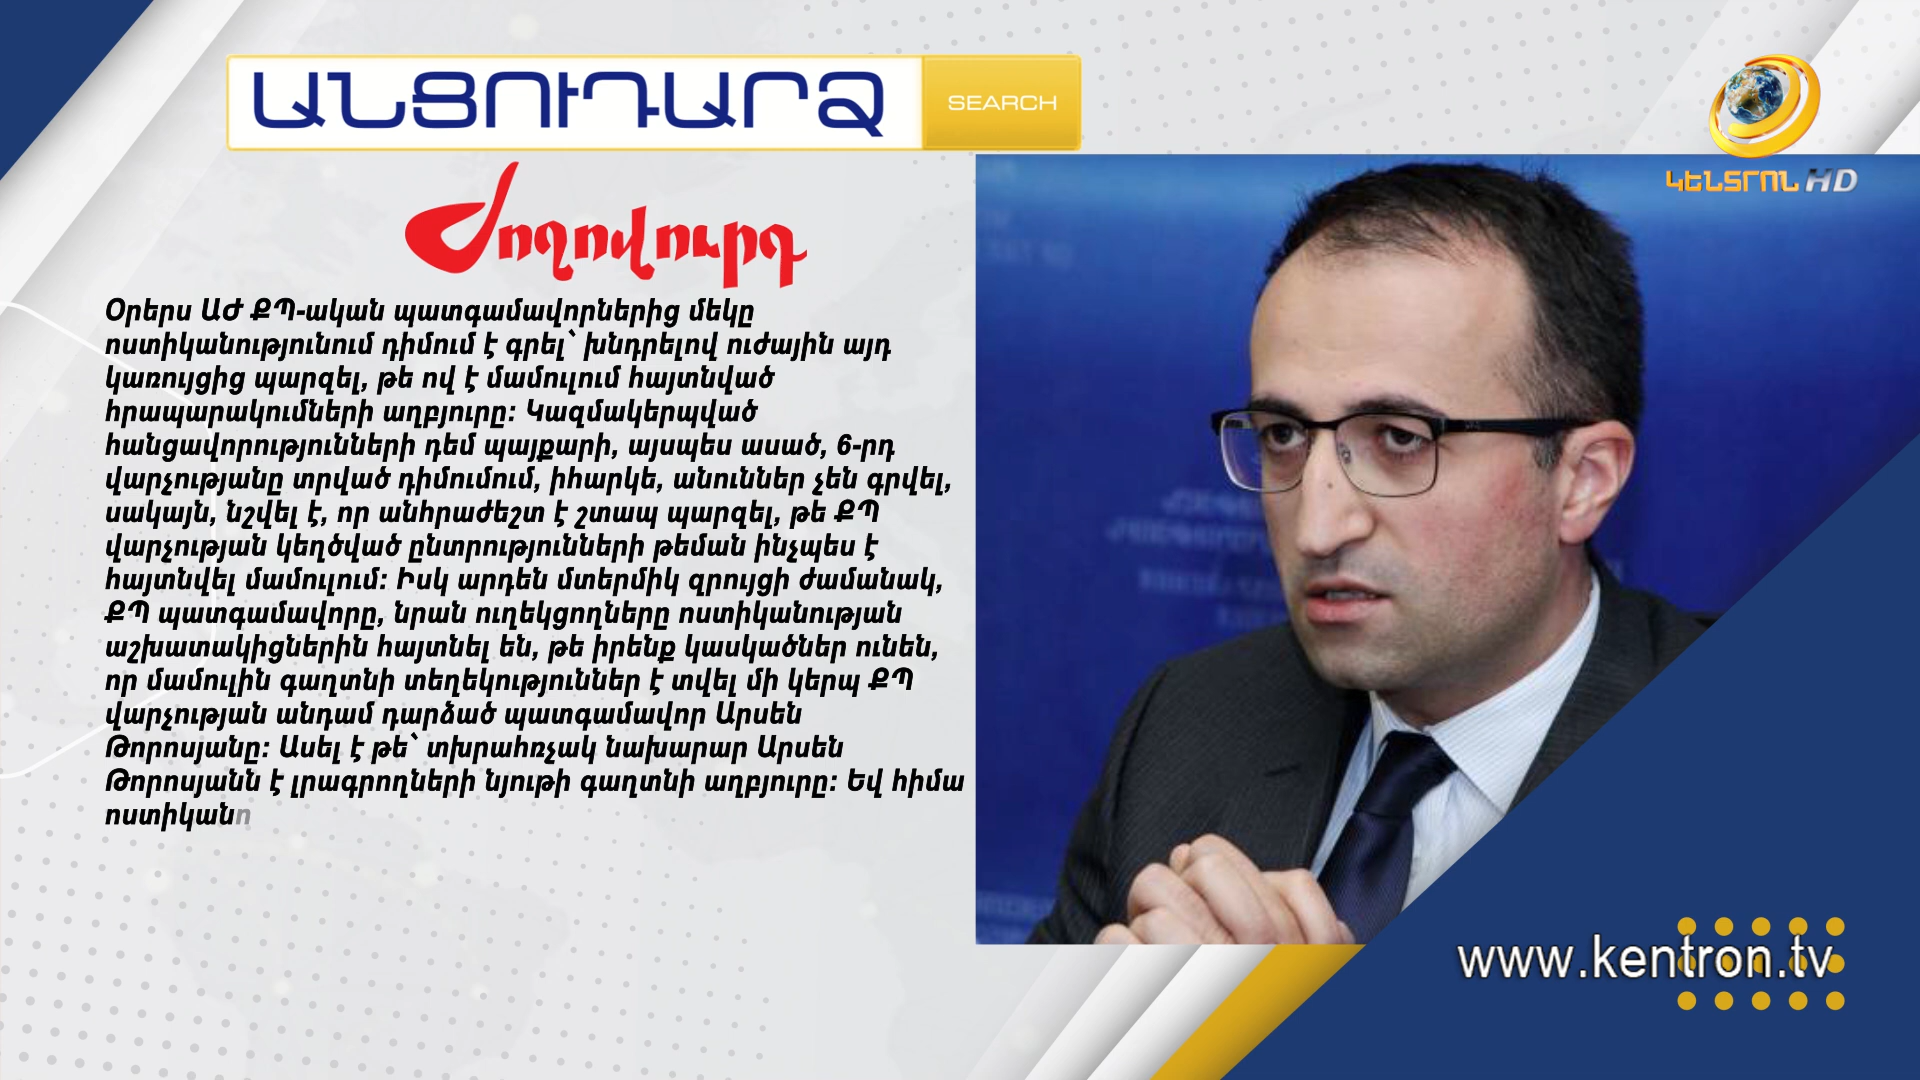 ԱՆՑՈՒԴԱՐՁ
SEARCH
ԿԵՆՏՐՈՆ HD
Ժողովուրդ
Օրերս ԱԺ ՔՊ-ական պատգամավորներից մեկը
ոստիկանությունում դիմում է գրել՝ խնդրելով ուժային այդ
կառույցից պարզել, թե ով է մամուլում հայտնված
հրապարակումների աղբյուրը։ Կազմակերպված
հանցավորությունների դեմ պայքարի, այսպես ասած, 6-րդ
վարչությանը տրված դիմումում, իհարկե, անուններ չեն գրվել,
սակայն, նշվել է, որ անհրաժեշտ է շտապ պարզել, թե ՔՊ
վարչության կեղծված ընտրությունների թեման ինչպես է
հայտնվել մամուլում։ Իսկ արդեն մտերմիկ զրույցի ժամանակ,
ՔՊ պատգամավորը, նրան ուղեկցողները ոստիկանության
աշխատակիցներին հայտնել են, թե իրենք կասկածներ ունեն,
որ մամուլին գաղտնի տեղեկություններ է տվել մի կերպ ՔՊ
վարչության անդամ դարձած պատգամավոր Արսեն
Թորոսյանը։ Ասել է թե՝ տխրահռչակ նախարար Արսեն
Թորոսյանն է լրագրողների նյութի գաղտնի աղբյուրը։ Եվ հիմա
ոստիկանո
www.kentron.tv